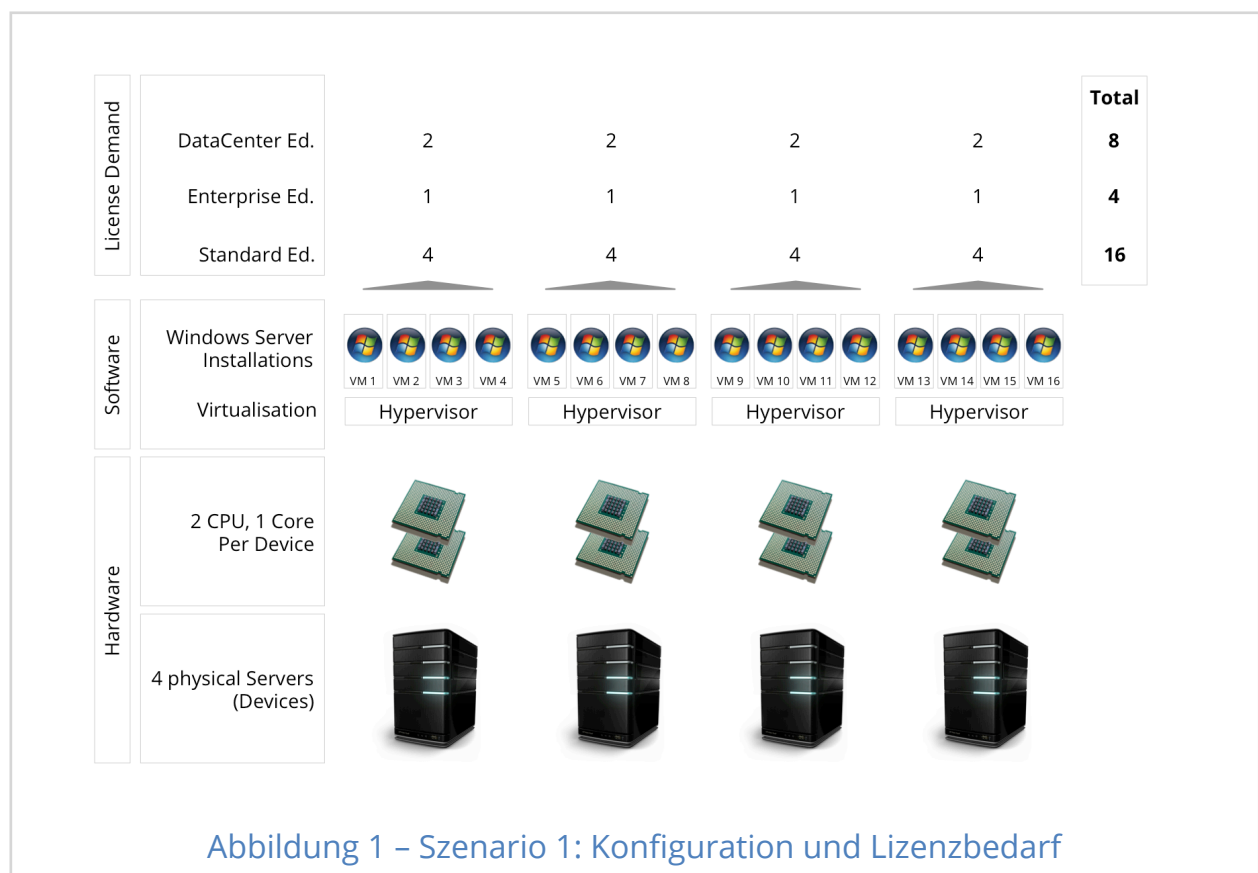 Total
License Demand
DataCenter Ed. 2 2 2 2 8
Enterprise Ed. 1 1 1 1 4
Standard Ed. 4 4 4 4 16
Software
Windows Server
Installations
VM 1 VM 2 VM 3 VM 4 VM 5 VM 6 VM 7 VM 8 VM 9 VM 10 VM 11 VM 12 VM 13 VM 14 VM 15 VM 16
Virtualisation Hypervisor Hypervisor Hypervisor Hypervisor
Hardware
2 CPU, 1 Core
Per Device
4 physical Servers
(Devices)
Abbildung 1 – Szenario 1: Konfiguration und Lizenzbedarf